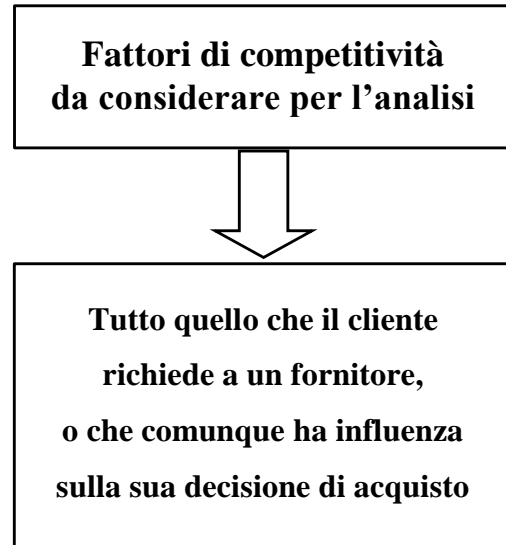 Fattori di competitività
da considerare per l’analisi
Tutto quello che il cliente
richiede a un fornitore,
o che comunque ha influenza
sulla sua decisione di acquisto